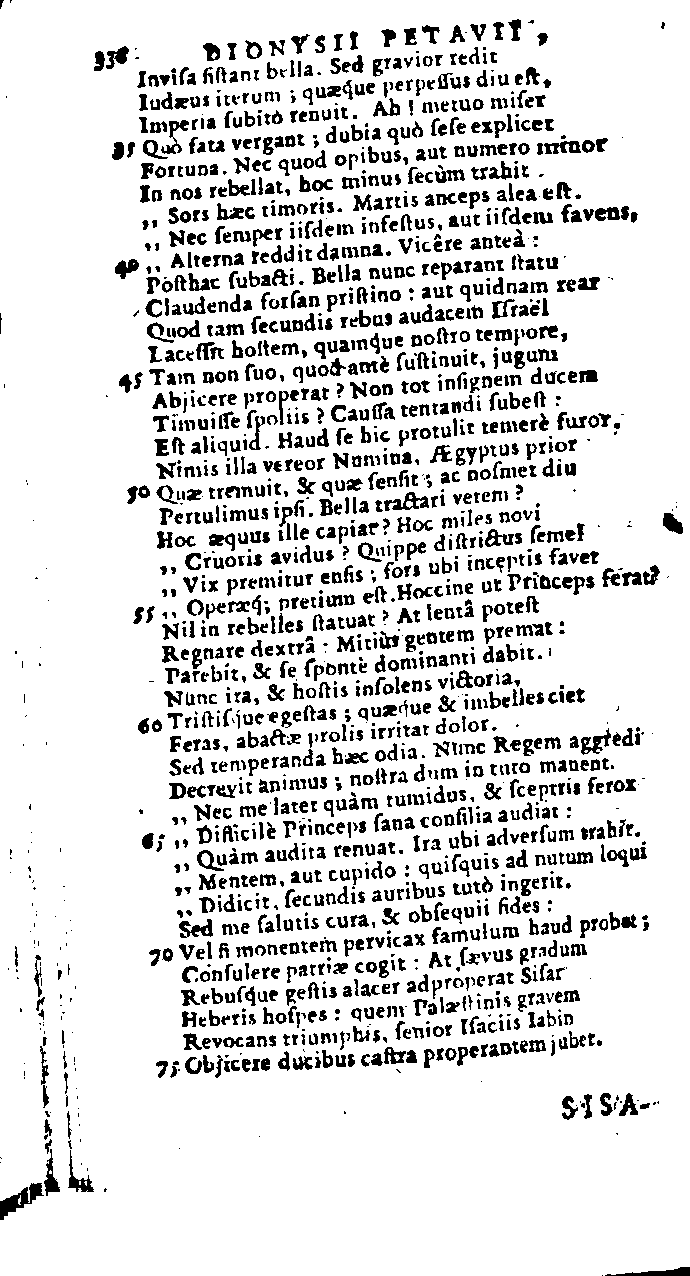 336 DIONYSII PETAVII,
Inviſa ſiſtant bella. Sed gravior redit
Iudæus iterum ; quæque perpeſſus diu eſt,
Imperia ſubitò renuit. Ah ! metuo miſer
35 Quò fata vergant ; dubia quò ſeſe explicet
Fortuna. Nec quod opibus, aut numero minor
In nos rebellat, hoc minus ſecùm trahit .
,, Sors hæc timoris. Martis anceps alea eſt.
,, Nec ſemper iiſdem infeſtus, aut iiſdem favens,
40 ,, Alterna reddit damna. Vicêre anteà :
Poſthac ſubacti. Bella nunc reparant ſtatu
Claudenda forſan priſtino : aut quidnam rear
Quod tam ſecundis rebus audacem Iſraël
Laceſſit hoſtem, quamque noſtro tempore,
45 Tam non ſuo, quod antè ſuſtinuit, jugum
Abjicere properat ? Non tot inſignem ducem
Timuiſſe ſpoliis ? Cauſſa tentandi ſubeſt :
Eſt aliquid. Haud ſe hic protulit temerè furor.
Nimis illa vereor Numina, Ægyptus prior
50 Quæ tremuit, & quæ ſenſit ; ac noſmet diu
Pertulimus ipſi. Bella tractari vetem ?
Hoc æquus ille capiat ? Hoc miles novi
,, Cruoris avidus ? Quippe diſtrictus ſemel
,, Vix premitur enſis ; fors ubi inceptis favet
55 ,, Operæq; pretium eſt. Hoccine ut Princeps ferat?
Nil in rebelles ſtatuat ? At lentâ poteſt
Regnare dextrâ : Mitiùs gentem premat :
Parebit, & ſe ſpontè dominanti dabit.
Nunc ira, & hoſtis inſolens victoria,
60 Triſtiſque egeſtas ; quæque & imbelles ciet
Feras, abactæ prolis irritat dolor.
Sed temperanda hæc odia. Nunc Regem aggredi
Decrevit animus ; noſtra dum in tuto manent.
,, Nec me latet quàm tumidus, & ſceptris ferox
65 ,, Difficilè Princeps ſana conſilia audiat :
,, Quàm audita renuat. Ira ubi adverſum trahit.
,, Mentem, aut cupido : quiſquis ad nutum loqui
,, Didicit, ſecundis auribus tutò ingerit.
Sed me ſalutis cura, & obſequii fides :
70 Vel ſi monentem pervicax famulum haud probat ;
Conſulere patriæ cogit : At ſævus gradum
Rebuſque geſtis alacer adproperat Siſar
Heberis hoſpes : quem Palæſtinis gravem
Revocans triumphis, ſenior Iſaciis Iabin
75 Objicere ducibus caſtra properantem jubet.
SISA-